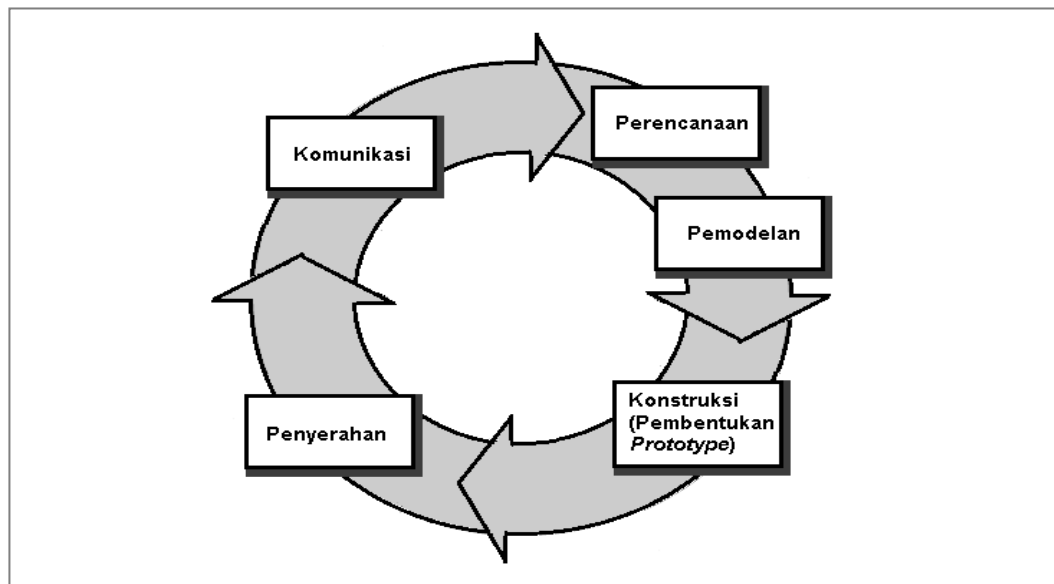 Komunikasi
Perencanaan
Pemodelan
Konstruksi
(Pembentukan
Prototype)
Penyerahan